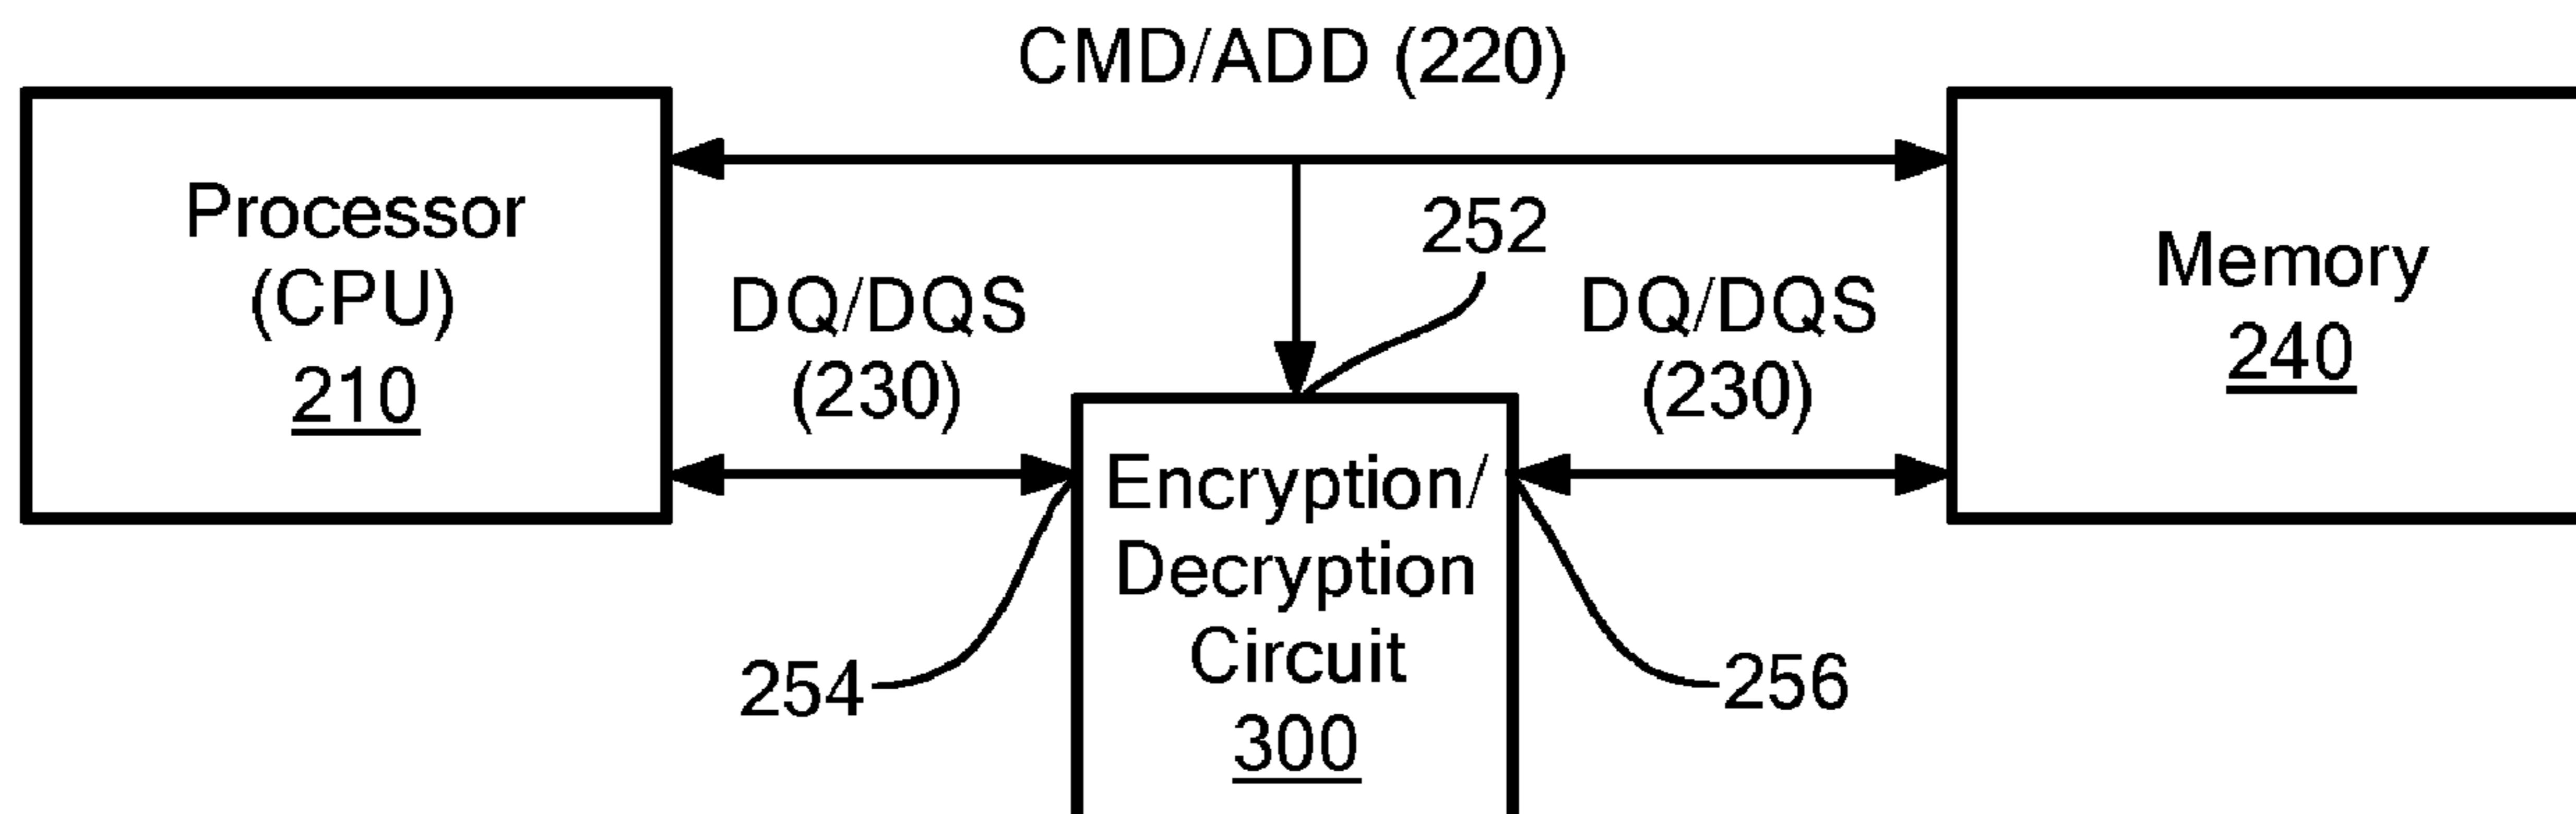 CMD/ADD (220)
Processor
(CPU)
210
252
DQ/DQS
(230)
DQ/DQS
(230)
Memory
240
Encryption/
Decryption
Circuit
300
254
256